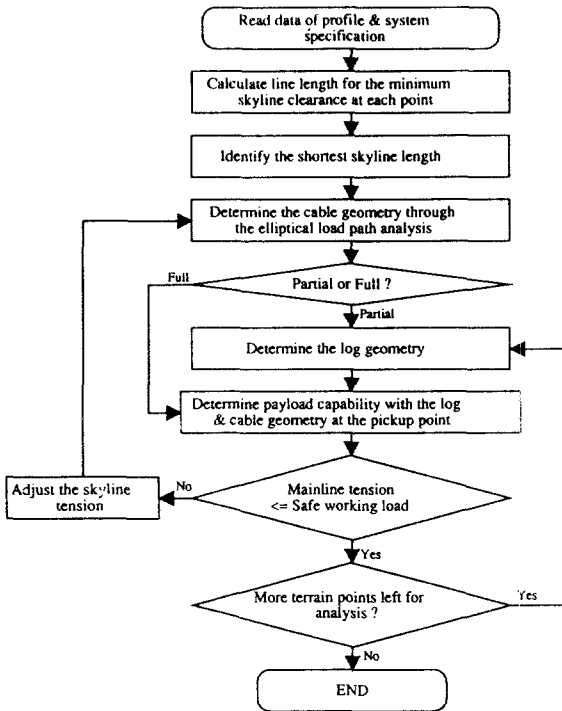 Read data of profile & system
specification
Calculate line length for the minimum
skyline clearance at each point
Identify the shortest skyline length
Determine the cable geometry through
the elliptical load path analysis
Full
Partial or Full ?
Partial
Determine the log geometry
Determine payload capability with the log
& cable geometry at the pickup point
Adjust the skyline
tension
No
Mainline tension
<= Safe working load
Yes
More terrain points left for
analysis ?
Yes
No
END